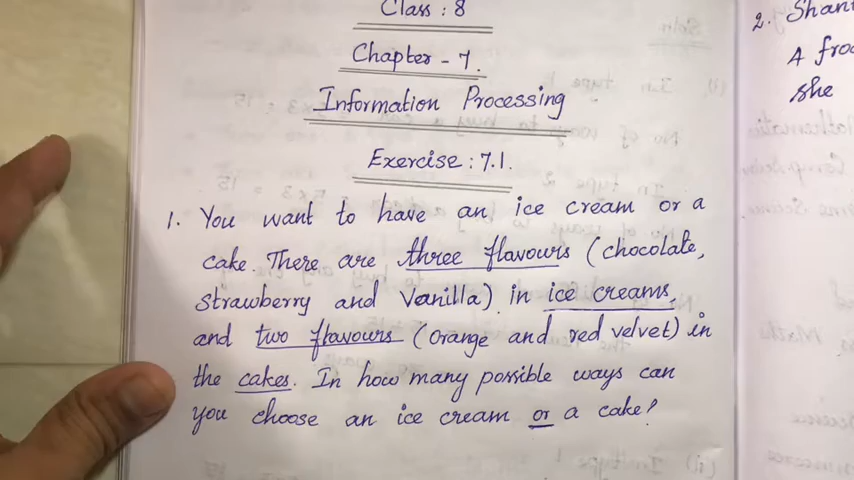 Class : 8
Chapter - 7.
Information Processing
Exercise : 7.1.
1. You want to have an ice cream or a
cake. There are three flavours (chocolate,
strawberry and Vanilla) in ice creams,
and two flavours (orange and red velvet) in
the cakes. In how many possible ways can
you choose an ice cream or a cake?
2. Shant
A fro
she